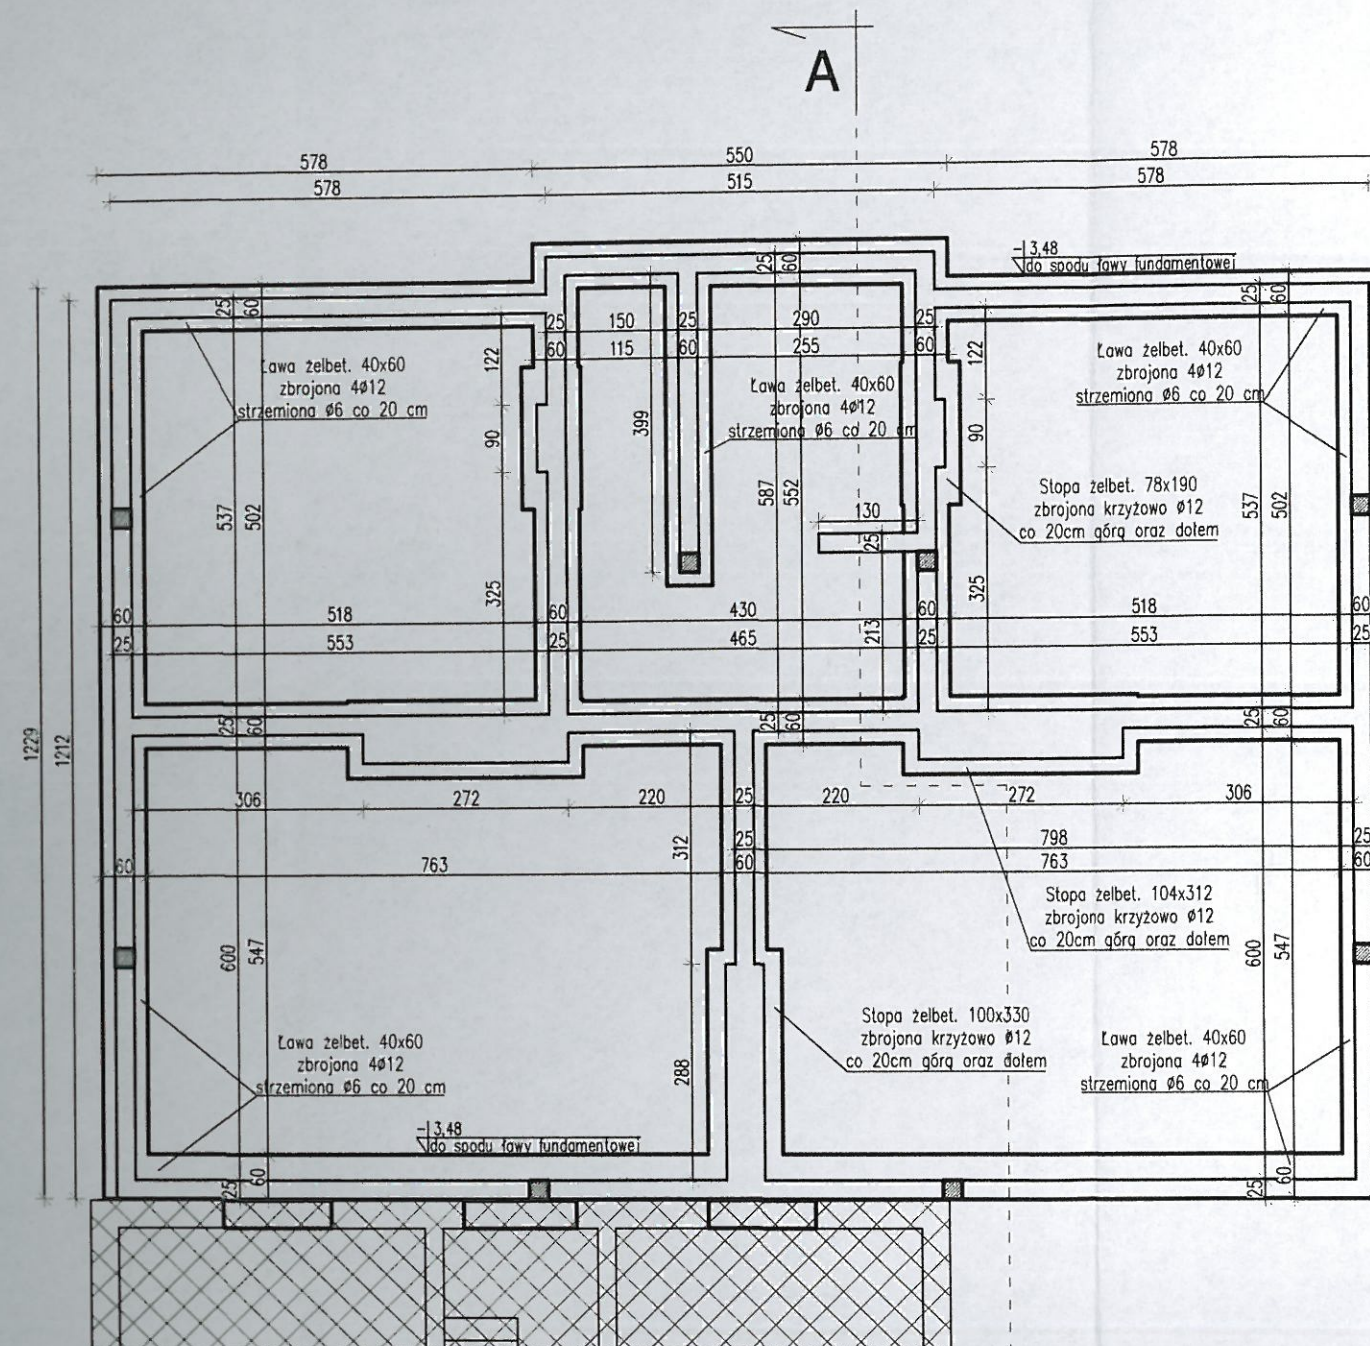 A
578 550 578
578 515 578
-3,48
do spodu ławy fundamentowej
25 60
25 60
25 60
25 150 25 290 25
60 115 60 255 60
122
122
Ława żelbet. 40x60
zbrojona 4ø12
strzemiona ø6 co 20 cm
Ława żelbet. 40x60
zbrojona 4ø12
strzemiona ø6 co 20 cm
Ława żelbet. 40x60
zbrojona 4ø12
strzemiona ø6 co 20 cm
399
90
90
Stopa żelbet. 78x190
zbrojona krzyżowo ø12
co 20cm górą oraz dołem
537 502
587 552
537 502
130
25
325
325
213
60 518 60 430 60 518 60
25 553 25 465 25 553 25
25 60
25 60
25 60
1229
1212
306 272 220 25 220 272 306
312
25 798 25
60 763 60 763 60
Stopa żelbet. 104x312
zbrojona krzyżowo ø12
co 20cm górą oraz dołem
600 547
600 547
Stopa żelbet. 100x330
zbrojona krzyżowo ø12
co 20cm górą oraz dołem
Ława żelbet. 40x60
zbrojona 4ø12
strzemiona ø6 co 20 cm
Ława żelbet. 40x60
zbrojona 4ø12
strzemiona ø6 co 20 cm
288
-3,48
do spodu ławy fundamentowej
25 60
25 60